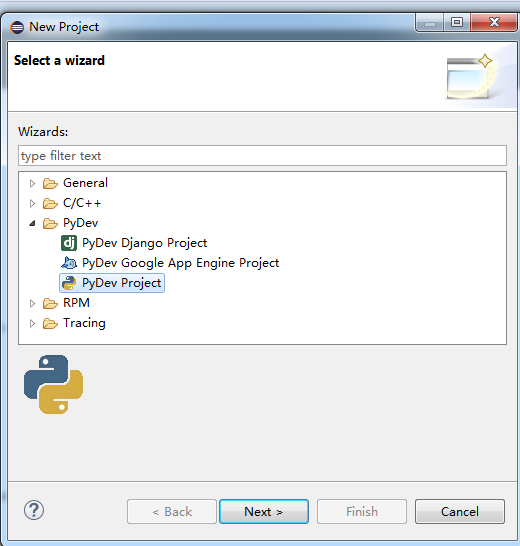 New Project
Select a wizard
Wizards:
type filter text
General
C/C++
PyDev
dj PyDev Django Project
PyDev Google App Engine Project
PyDev Project
RPM
Tracing
? < Back Next > Finish Cancel